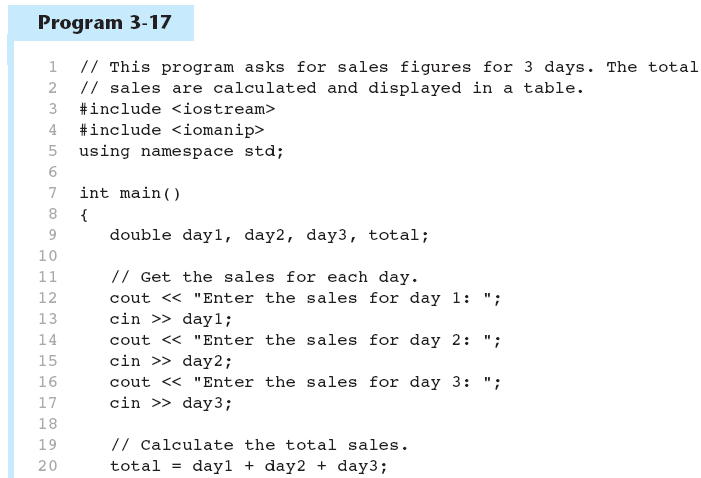 Program 3-17
1 // This program asks for sales figures for 3 days. The total
2 // sales are calculated and displayed in a table.
3 #include <iostream>
4 #include <iomanip>
5 using namespace std;
6
7 int main()
8 {
9    double day1, day2, day3, total;
10
11    // Get the sales for each day.
12    cout << "Enter the sales for day 1: ";
13    cin >> day1;
14    cout << "Enter the sales for day 2: ";
15    cin >> day2;
16    cout << "Enter the sales for day 3: ";
17    cin >> day3;
18
19    // Calculate the total sales.
20    total = day1 + day2 + day3;